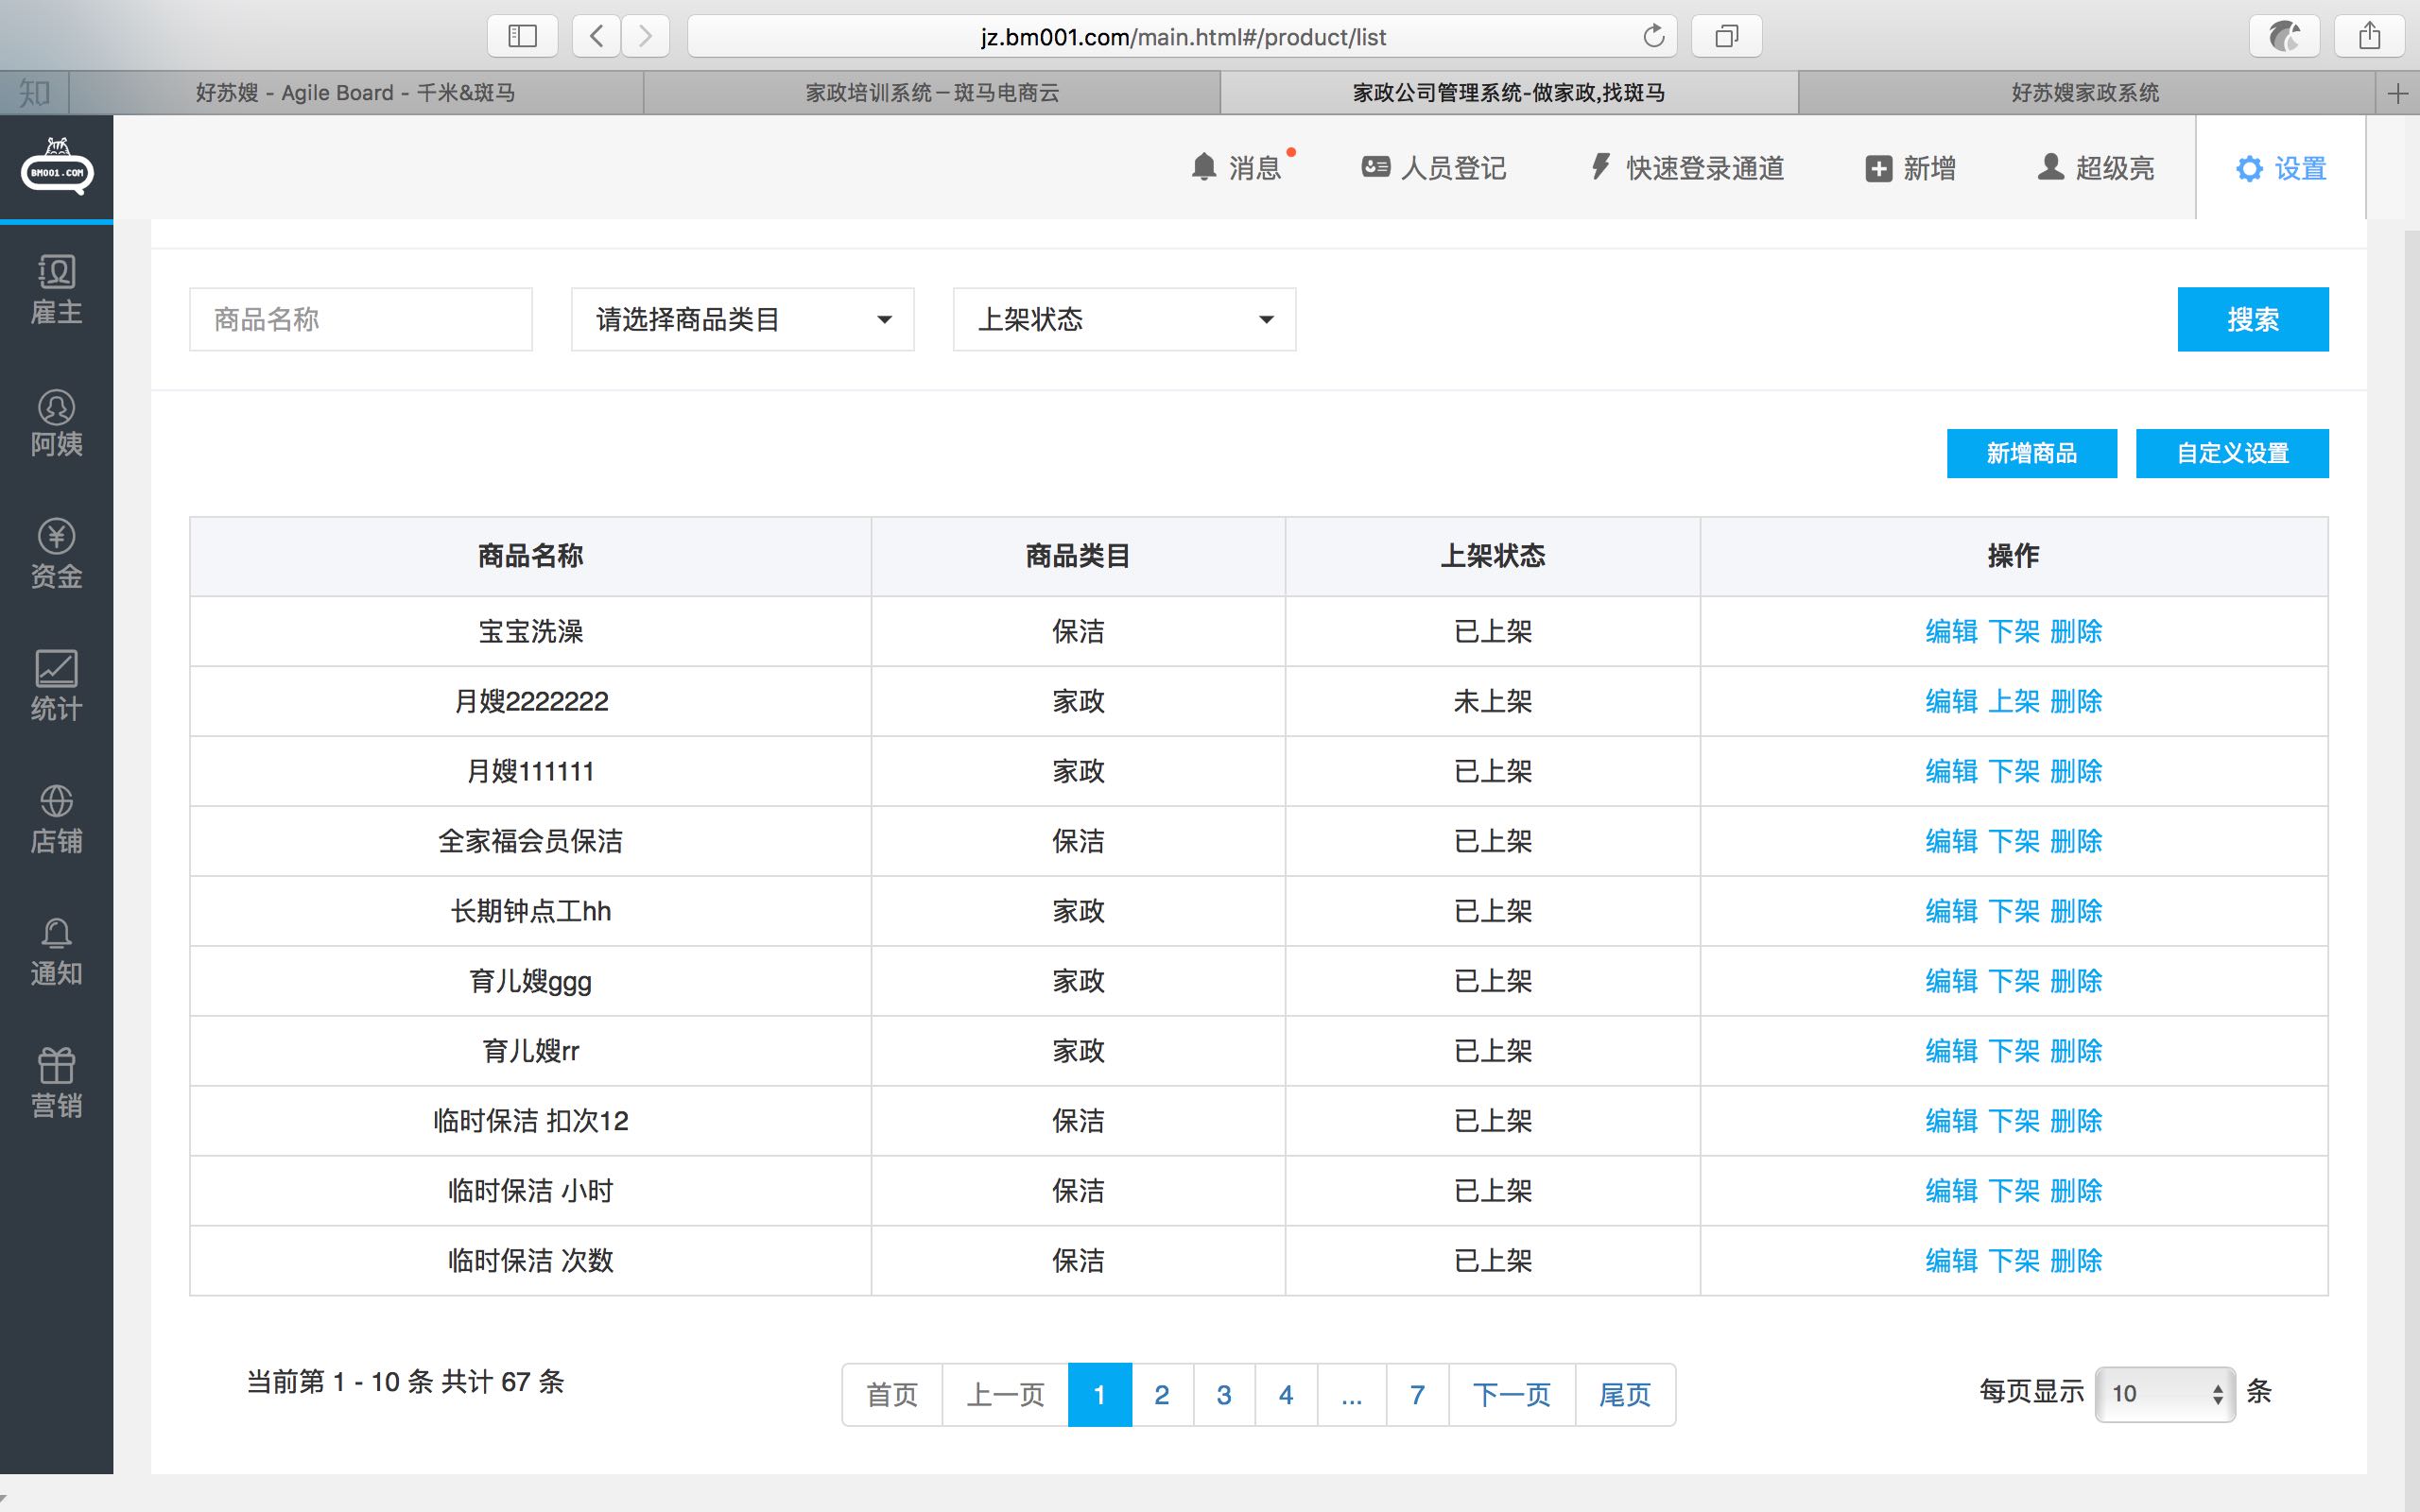 jz.bm001.com/main.html#/product/list
知 好苏嫂 - Agile Board - 千米&斑马 家政培训系统－斑马电商云 家政公司管理系统-做家政,找斑马 好苏嫂家政系统
BM001.COM
消息 人员登记 快速登录通道 新增 超级亮 设置
雇主
阿姨
资金
统计
店铺
通知
营销
商品名称 请选择商品类目 上架状态 搜索
新增商品 自定义设置
商品名称 商品类目 上架状态 操作
宝宝洗澡 保洁 已上架 编辑 下架 删除
月嫂2222222 家政 未上架 编辑 上架 删除
月嫂111111 家政 已上架 编辑 下架 删除
全家福会员保洁 保洁 已上架 编辑 下架 删除
长期钟点工hh 家政 已上架 编辑 下架 删除
育儿嫂ggg 家政 已上架 编辑 下架 删除
育儿嫂rr 家政 已上架 编辑 下架 删除
临时保洁 扣次12 保洁 已上架 编辑 下架 删除
临时保洁 小时 保洁 已上架 编辑 下架 删除
临时保洁 次数 保洁 已上架 编辑 下架 删除
当前第 1 - 10 条 共计 67 条 首页 上一页 1 2 3 4 ... 7 下一页 尾页 每页显示 10 条